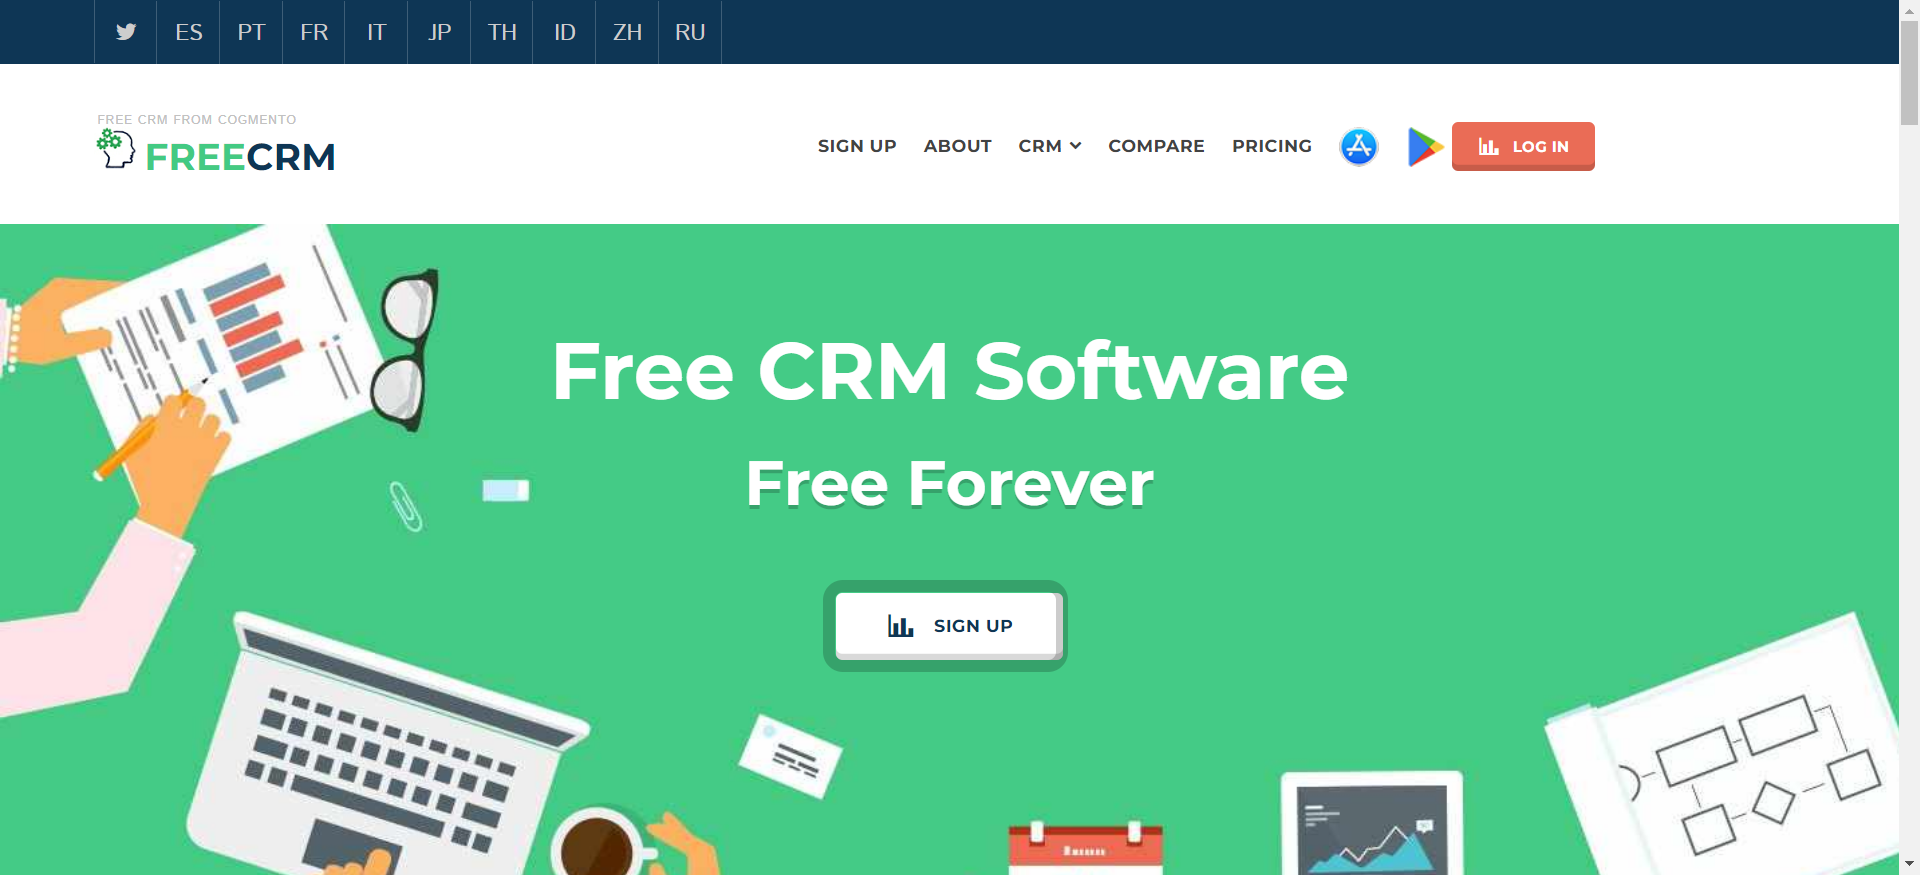 ES PT FR IT JP TH ID ZH RU
FREE CRM FROM COGMENTO
FREECRM
SIGN UP ABOUT CRM COMPARE PRICING LOG IN
Free CRM Software
Free Forever
SIGN UP